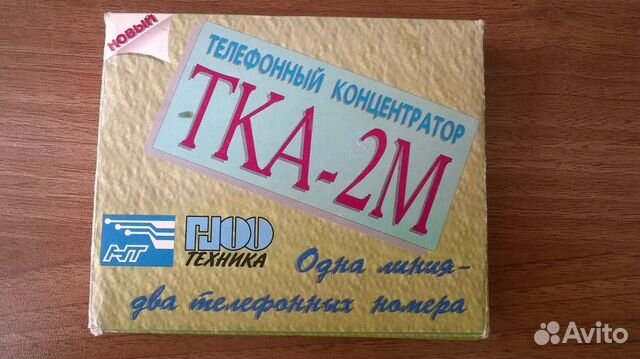 НОВЫЙ
ТЕЛЕФОННЫЙ КОНЦЕНТРАТОР
ТКА-2М
НТ
ТЕХНИКА
Одна линия-
два телефонных номера
Avito